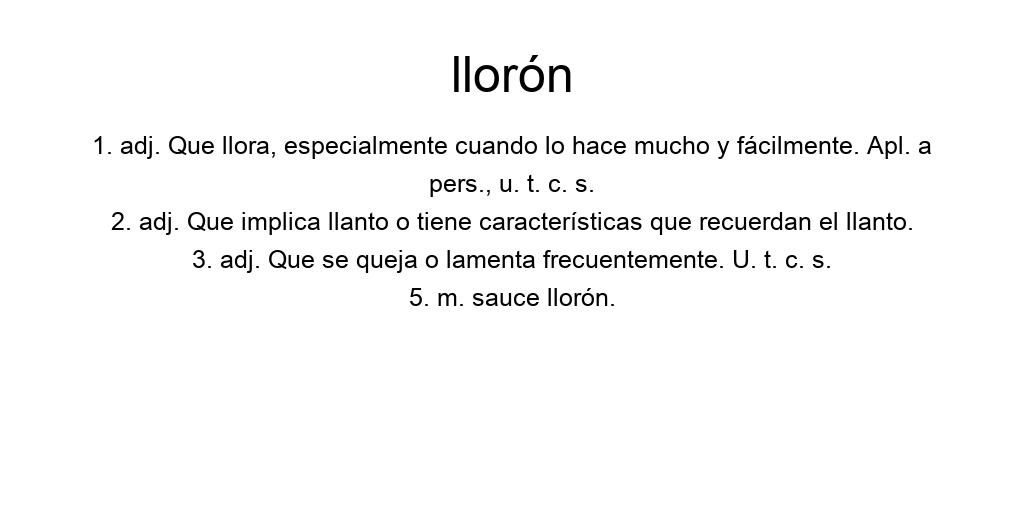 llorón
1. adj. Que llora, especialmente cuando lo hace mucho y fácilmente. Apl. a
pers., u. t. c. s.
2. adj. Que implica llanto o tiene características que recuerdan el llanto.
3. adj. Que se queja o lamenta frecuentemente. U. t. c. s.
5. m. sauce llorón.